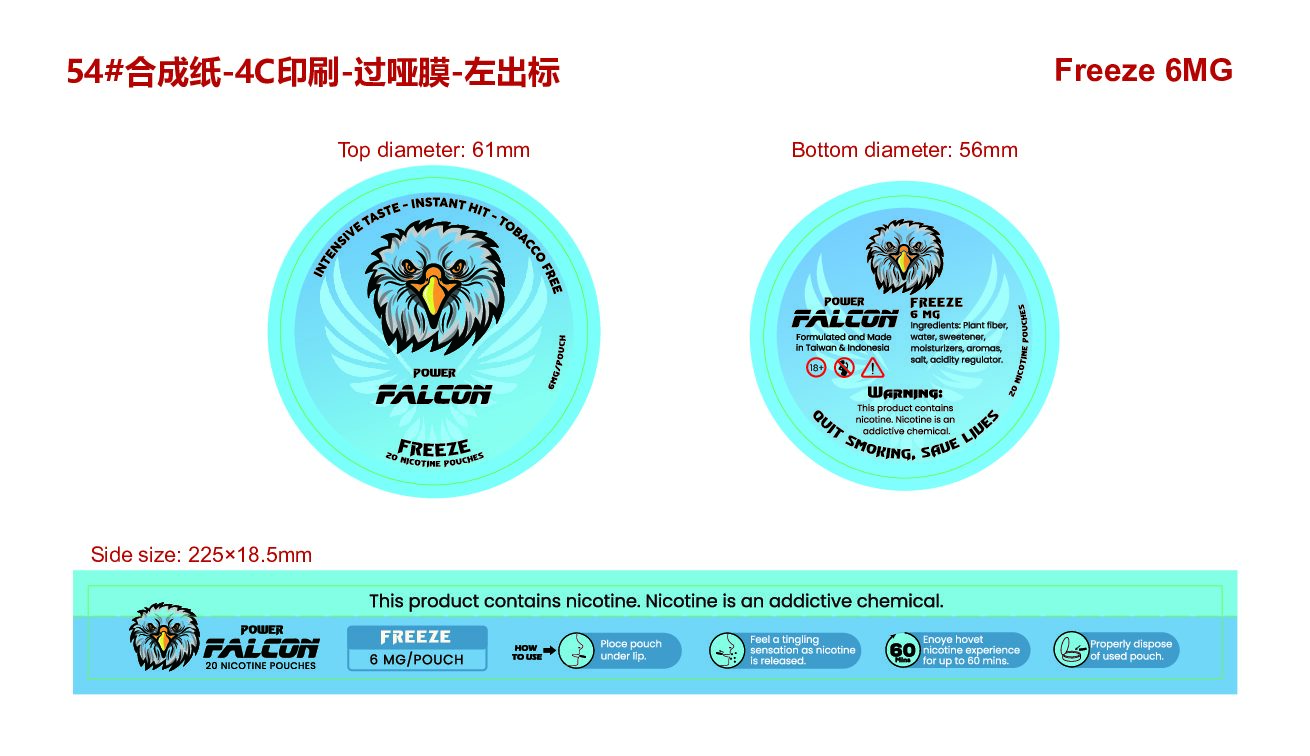 54#合成纸-4C印刷-过哑膜-左出标
Freeze 6MG
Top diameter: 61mm
INTENSIVE TASTE - INSTANT HIT - TOBACCO FREE
6MG/POUCH
POWER
FALCON
FREEZE
20 NICOTINE POUCHES
Bottom diameter: 56mm
POWER
FALCON
Formulated and Made
in Taiwan & Indonesia
18+
FREEZE
6 MG
Ingredients: Plant fiber,
water, sweetener,
moisturizers, aromas,
salt, acidity regulator.
20 NICOTINE POUCHES
WARNING:
This product contains
nicotine. Nicotine is an
addictive chemical.
QUIT SMOKING, SAVE LIVES
Side size: 225×18.5mm
This product contains nicotine. Nicotine is an addictive chemical.
POWER
FALCON
20 NICOTINE POUCHES
FREEZE
6 MG/POUCH
HOW
TO USE
Place pouch
under lip.
Feel a tingling
sensation as nicotine
is released.
60
Mins
Enoye hovet
nicotine experience
for up to 60 mins.
Properly dispose
of used pouch.